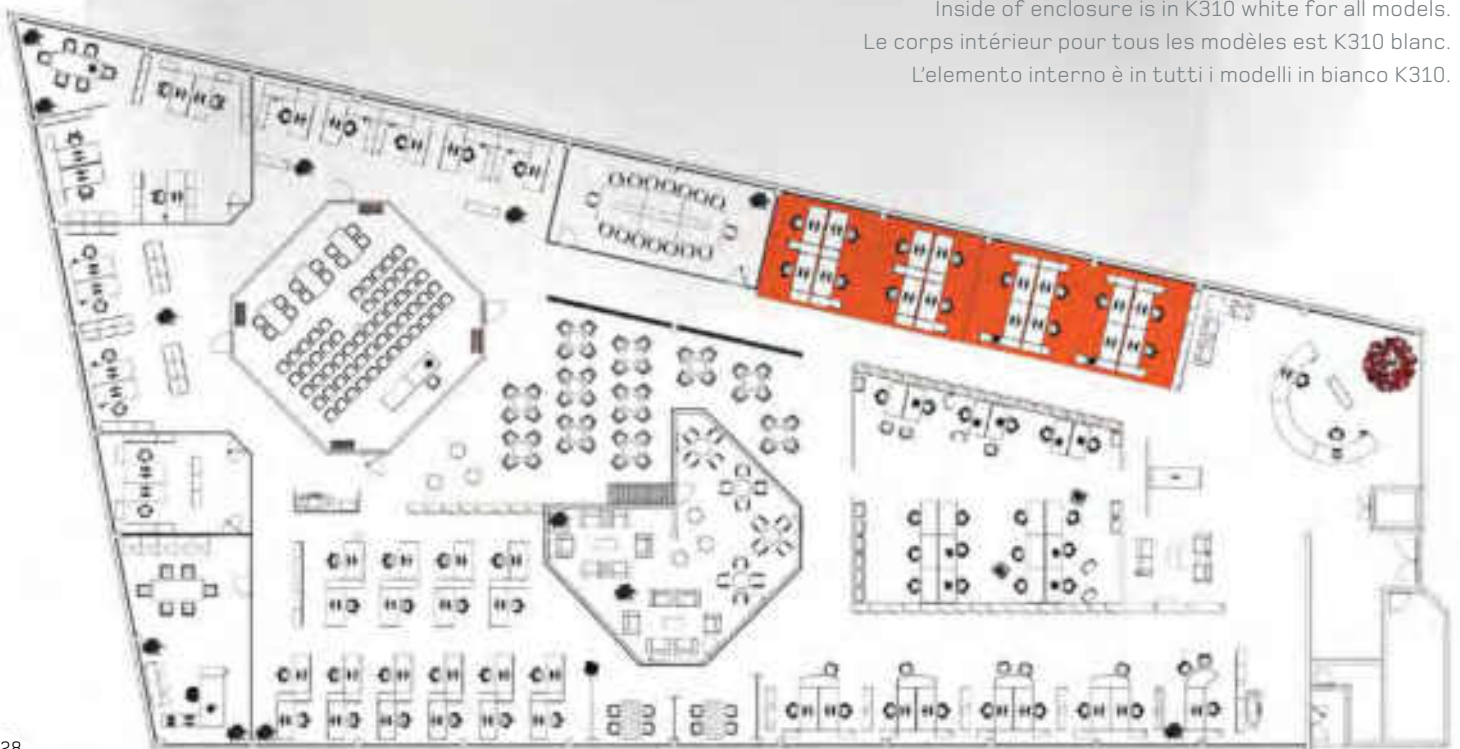 Inside of enclosure is in K310 white for all models.
Le corps intérieur pour tous les modèles est K310 blanc.
L'elemento interno è in tutti i modelli in bianco K310.